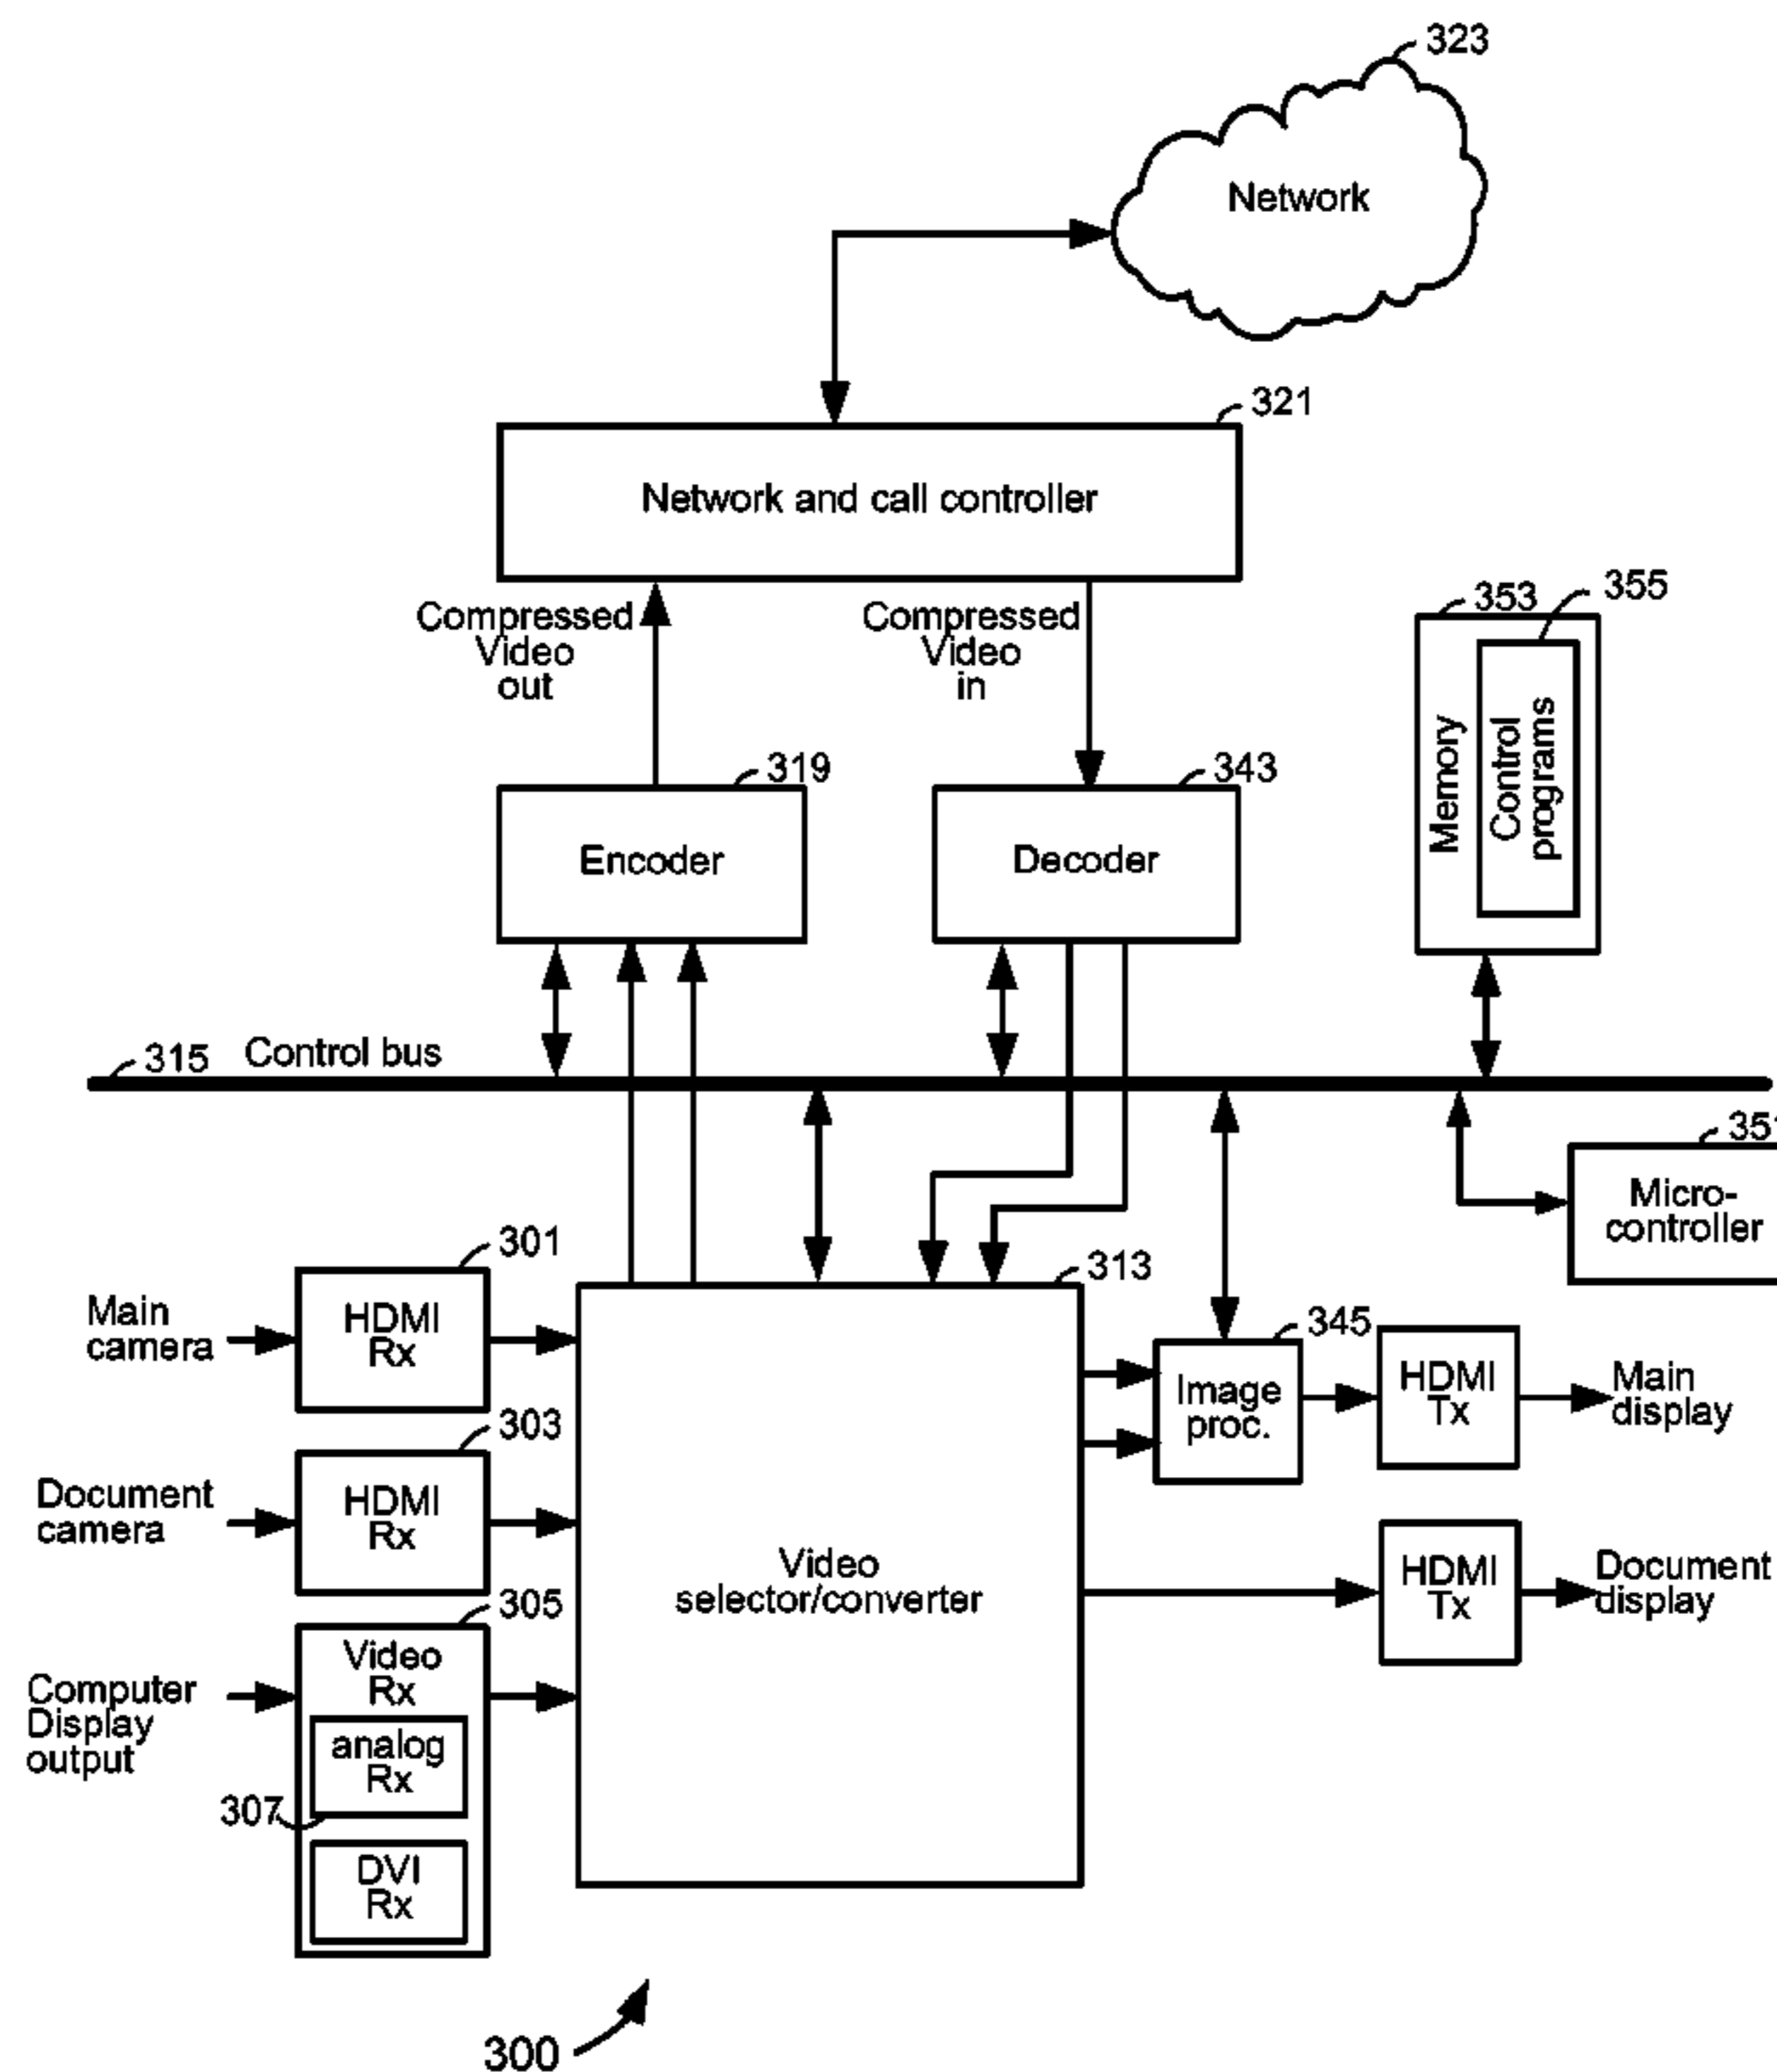 323
Network
321
Network and call controller
Compressed
Video
out
Compressed
Video
in
353
355
Memory
Control
programs
319
Encoder
343
Decoder
315
Control bus
351
Micro-
controller
301
Main
camera
HDMI
Rx
313
345
Image
proc.
HDMI
Tx
Main
display
303
Document
camera
HDMI
Rx
Video
selector/converter
HDMI
Tx
Document
display
305
Computer
Display
output
Video
Rx
analog
Rx
307
DVI
Rx
300